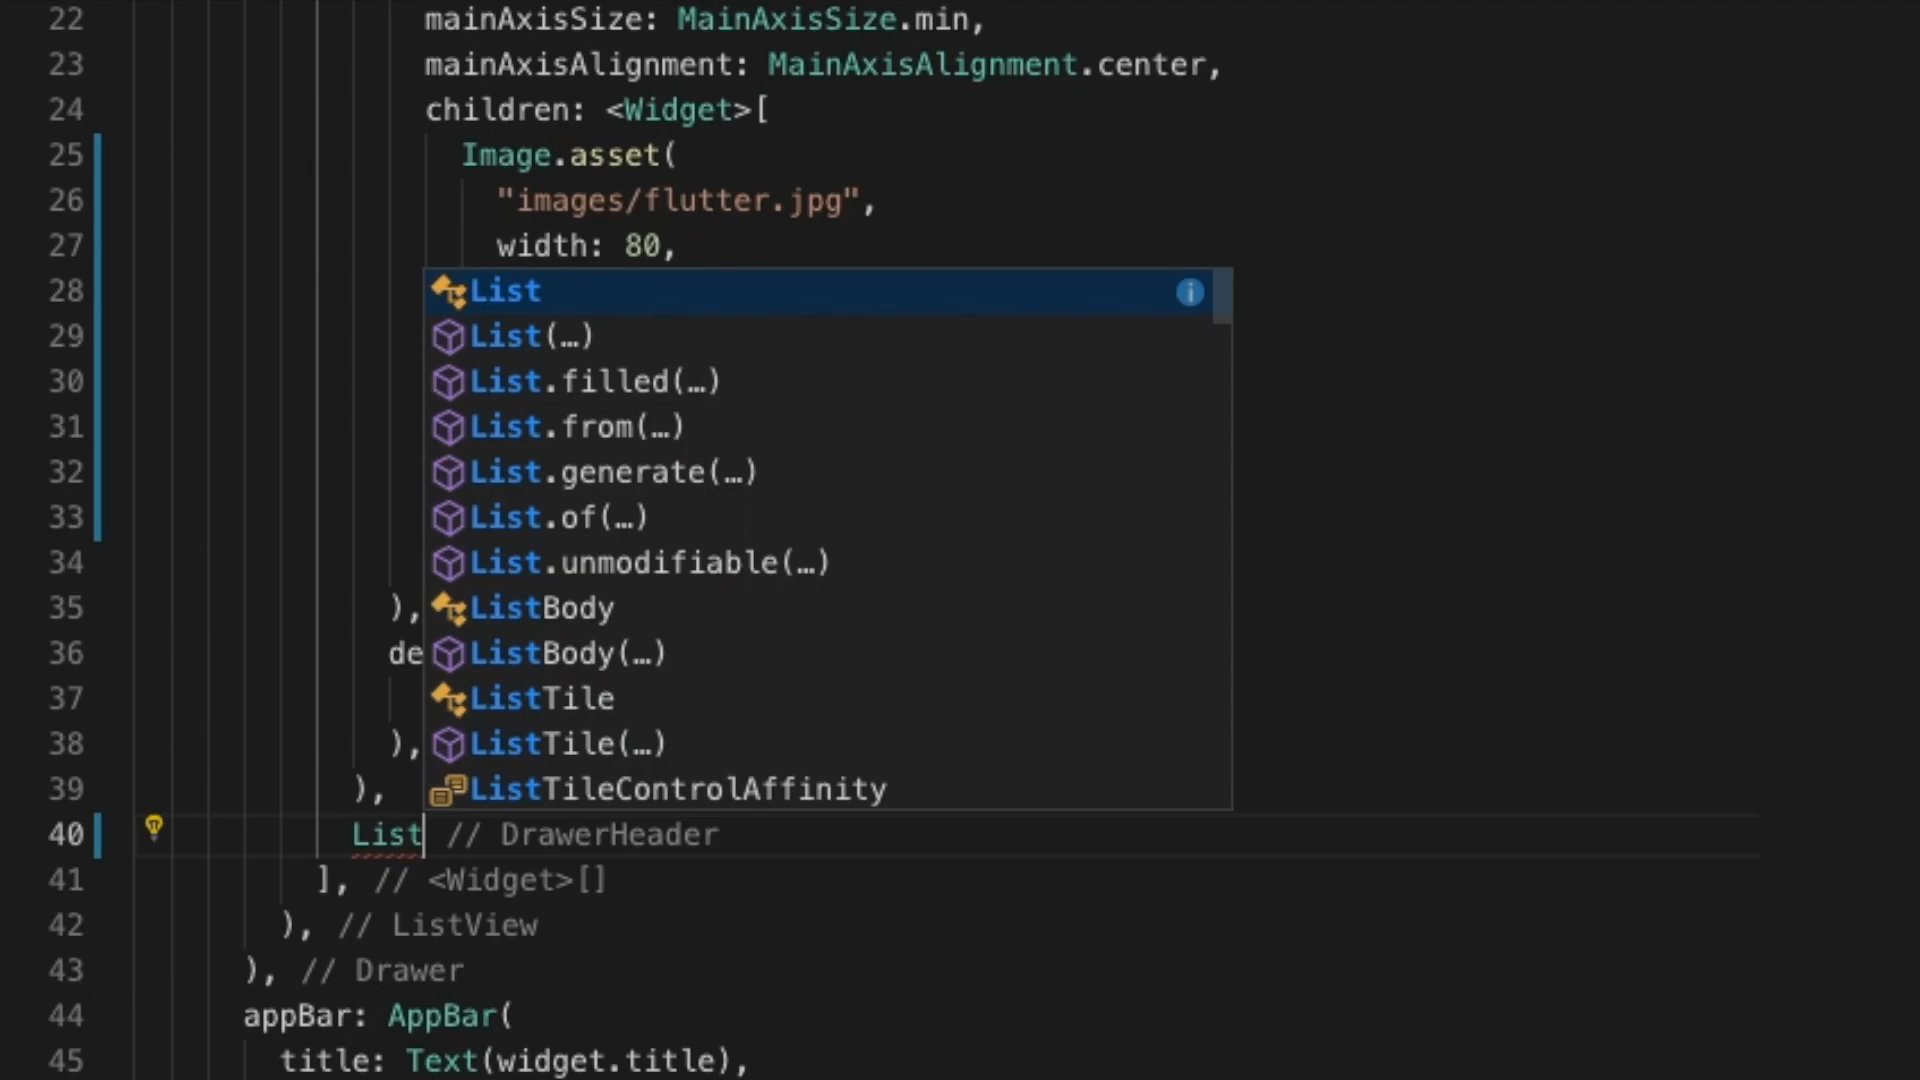 22 mainAxisSize: MainAxisSize.min,
23 mainAxisAlignment: MainAxisAlignment.center,
24 children: <Widget>[
25 Image.asset(
26 "images/flutter.jpg",
27 width: 80,
28 List
29 List(…)
30 List.filled(…)
31 List.from(…)
32 List.generate(…)
33 List.of(…)
34 List.unmodifiable(…)
35 ), ListBody
36 de ListBody(…)
37 ListTile
38 ), ListTile(…)
39 ), ListTileControlAffinity
40 List // DrawerHeader
41 ], // <Widget>[]
42 ), // ListView
43 ), // Drawer
44 appBar: AppBar(
45 title: Text(widget.title),